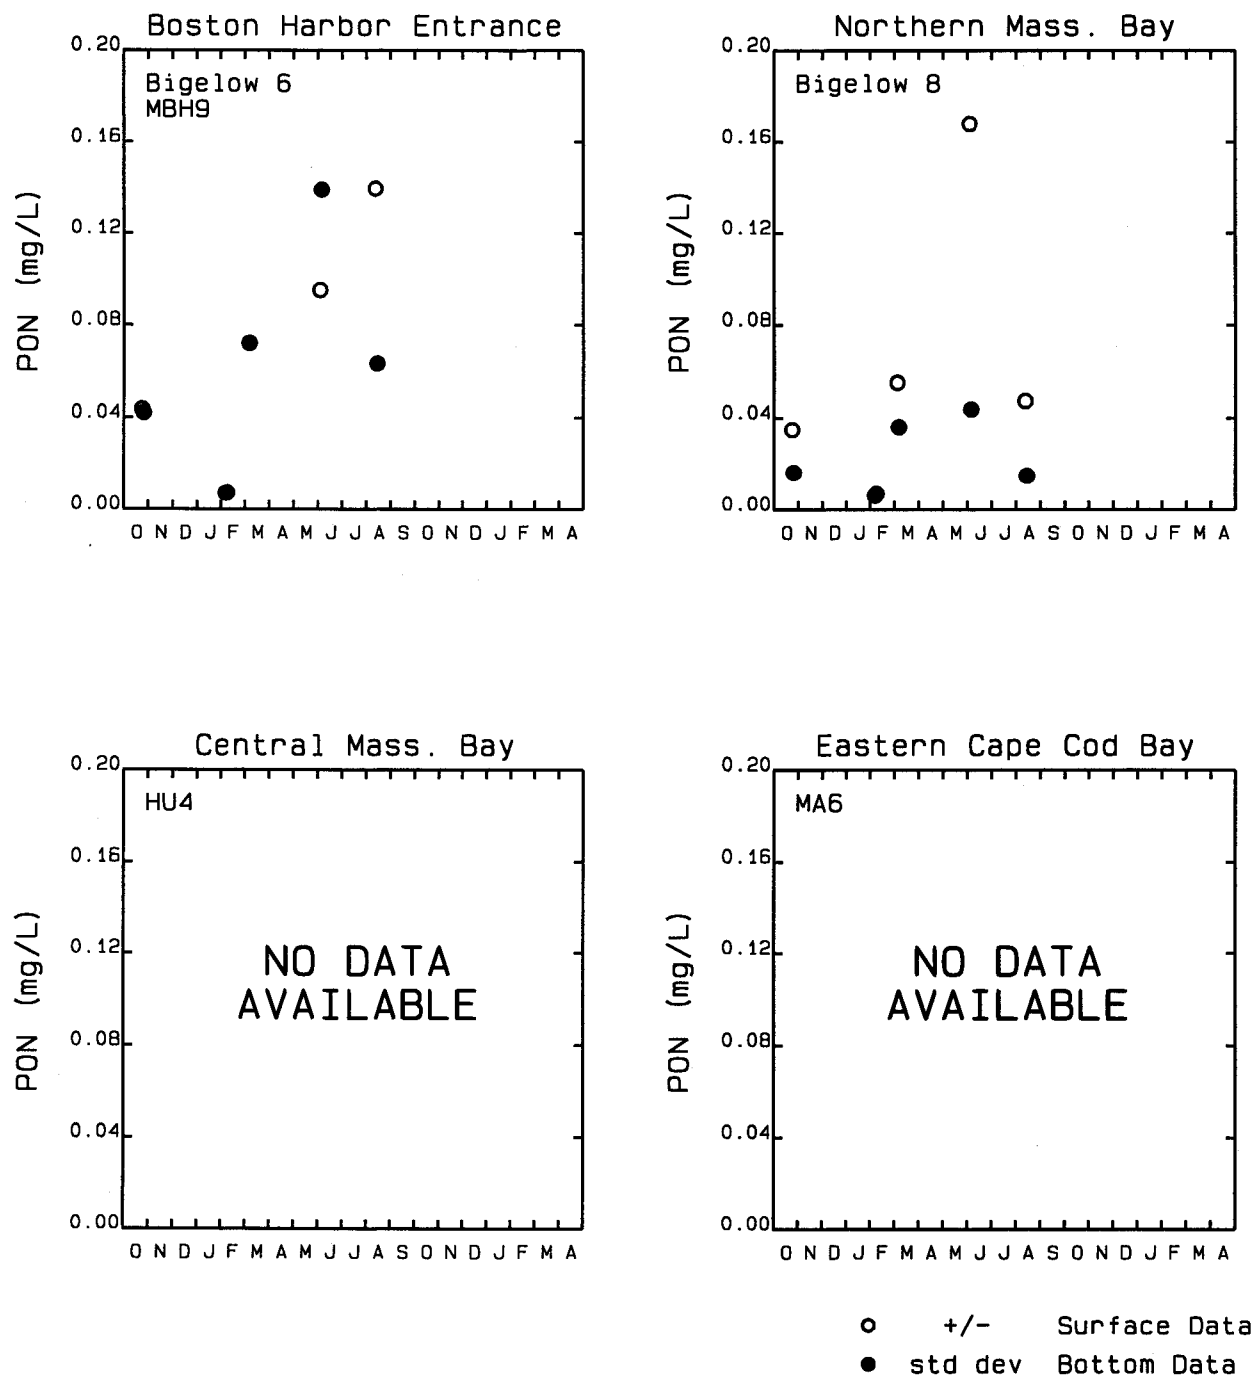 Boston Harbor Entrance
Bigelow 6
MBH9
PON (mg/L)
0.20
0.16
0.12
0.08
0.04
0.00
O N D J F M A M J J A S O N D J F M A
Northern Mass. Bay
Bigelow 8
PON (mg/L)
0.20
0.16
0.12
0.08
0.04
0.00
O N D J F M A M J J A S O N D J F M A
Central Mass. Bay
HU4
PON (mg/L)
0.20
0.16
0.12
0.08
0.04
0.00
NO DATA
AVAILABLE
O N D J F M A M J J A S O N D J F M A
Eastern Cape Cod Bay
MA6
PON (mg/L)
0.20
0.16
0.12
0.08
0.04
0.00
NO DATA
AVAILABLE
O N D J F M A M J J A S O N D J F M A
+/- Surface Data
std dev Bottom Data